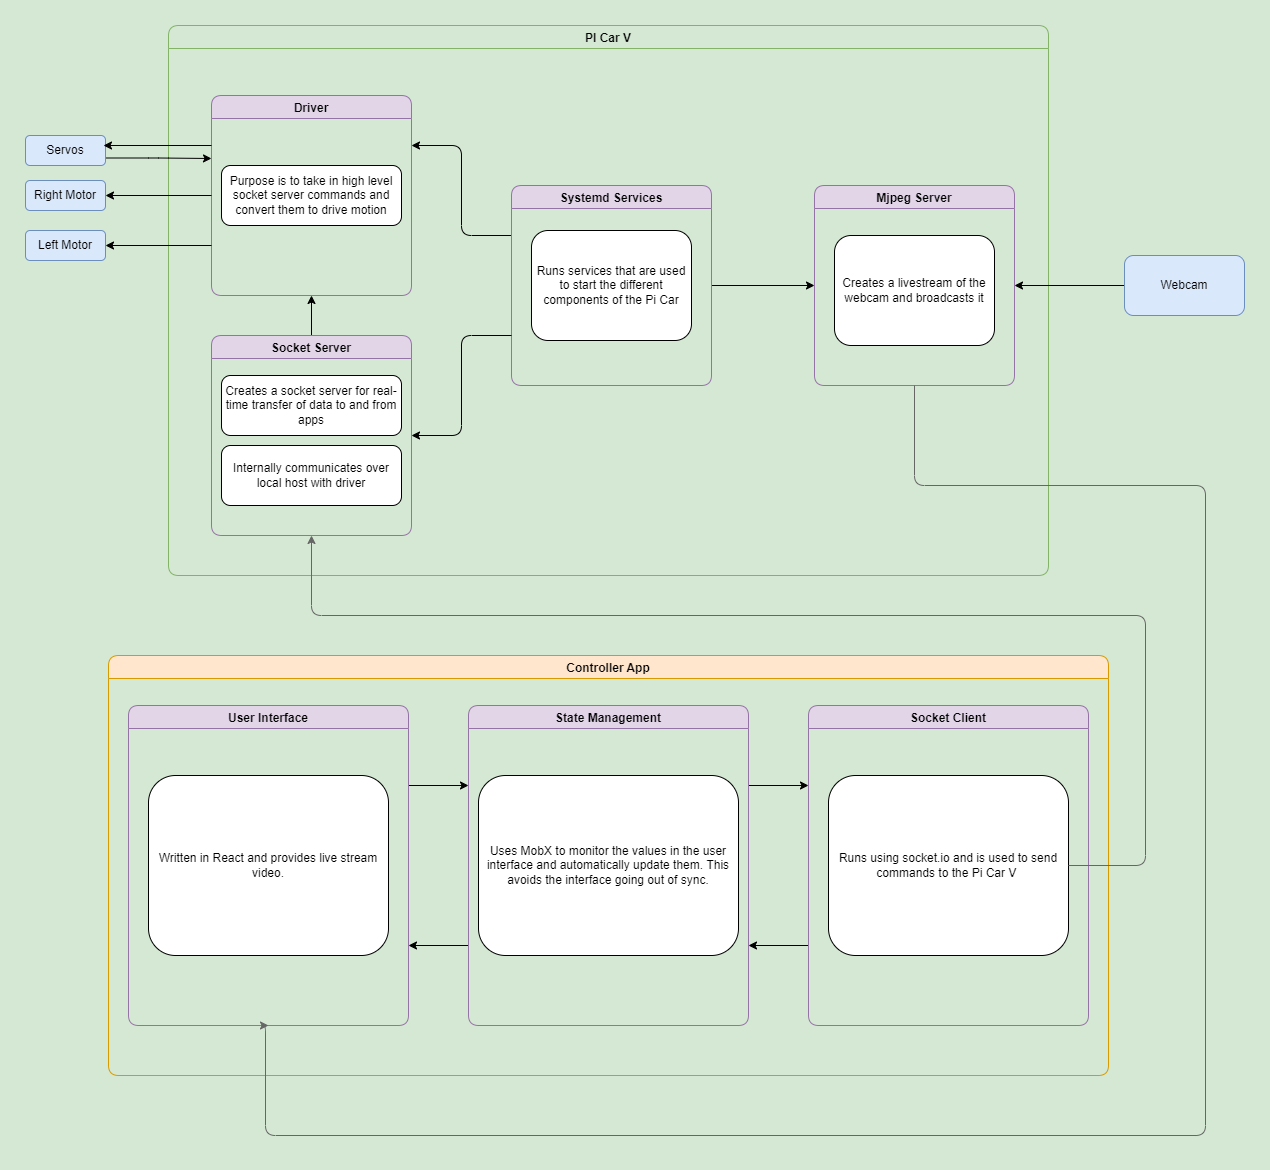 PI Car V
Driver
Servos
Right Motor
Left Motor
Purpose is to take in high level
socket server commands and
convert them to drive motion
Systemd Services
Runs services that are used
to start the different
components of the Pi Car
Mjpeg Server
Creates a livestream of the
webcam and broadcasts it
Webcam
Socket Server
Creates a socket server for real-
time transfer of data to and from
apps
Internally communicates over
local host with driver
Controller App
User Interface
Written in React and provides live stream
video.
State Management
Uses MobX to monitor the values in the user
interface and automatically update them. This
avoids the interface going out of sync.
Socket Client
Runs using socket.io and is used to send
commands to the Pi Car V